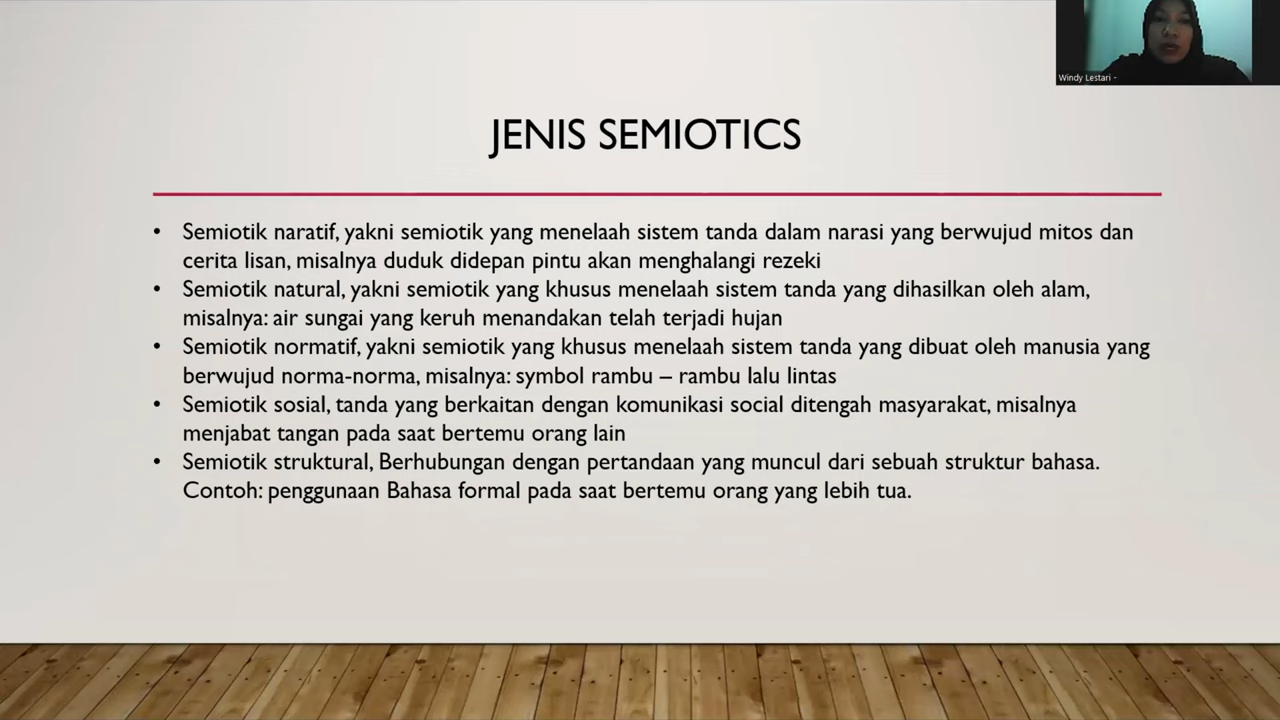 Windy Lestari -
JENIS SEMIOTICS
• Semiotik naratif, yakni semiotik yang menelaah sistem tanda dalam narasi yang berwujud mitos dan
cerita lisan, misalnya duduk didepan pintu akan menghalangi rezeki
• Semiotik natural, yakni semiotik yang khusus menelaah sistem tanda yang dihasilkan oleh alam,
misalnya: air sungai yang keruh menandakan telah terjadi hujan
• Semiotik normatif, yakni semiotik yang khusus menelaah sistem tanda yang dibuat oleh manusia yang
berwujud norma-norma, misalnya: symbol rambu – rambu lalu lintas
• Semiotik sosial, tanda yang berkaitan dengan komunikasi social ditengah masyarakat, misalnya
menjabat tangan pada saat bertemu orang lain
• Semiotik struktural, Berhubungan dengan pertandaan yang muncul dari sebuah struktur bahasa.
Contoh: penggunaan Bahasa formal pada saat bertemu orang yang lebih tua.